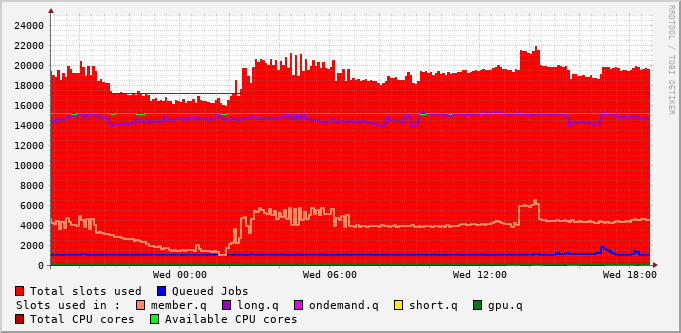 RRDTOOL / TOBI OETIKER
24000
22000
20000
18000
16000
14000
12000
10000
8000
6000
4000
2000
0
Wed 00:00 Wed 06:00 Wed 12:00 Wed 18:00
Total slots used Queued Jobs
Slots used in : member.q long.q ondemand.q short.q gpu.q
Total CPU cores Available CPU cores